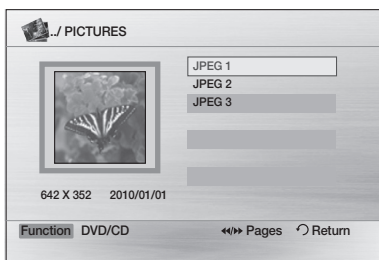 ../ PICTURES
JPEG 1
JPEG 2
JPEG 3
642 X 352 2010/01/01
Function DVD/CD Pages Return